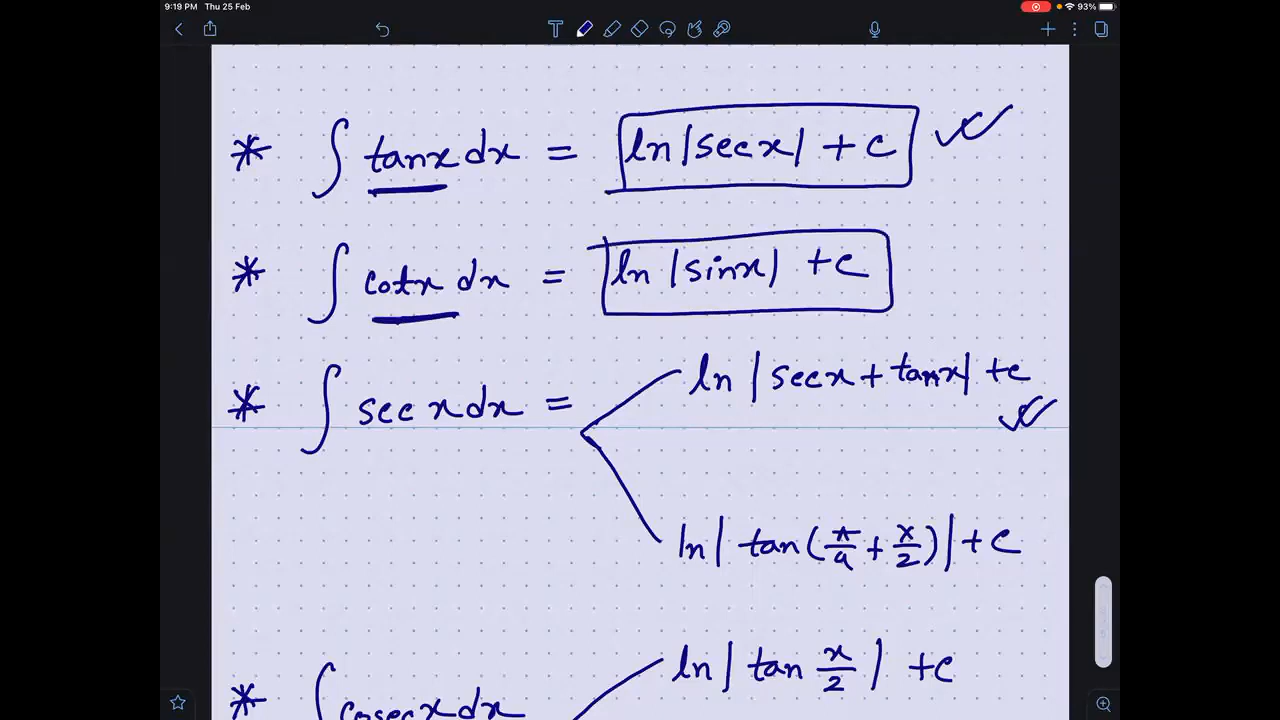 9:19 PM Thu 25 Feb 93%
T
* ∫ tanx dx = ln|secx| + c
* ∫ cotx dx = ln |sinx| + c
* ∫ sec x dx = ln |secx + tanx| + c
ln| tan(π/4 + x/2)| + c
ln| tan x/2 | + c
* ∫ cosec x dx